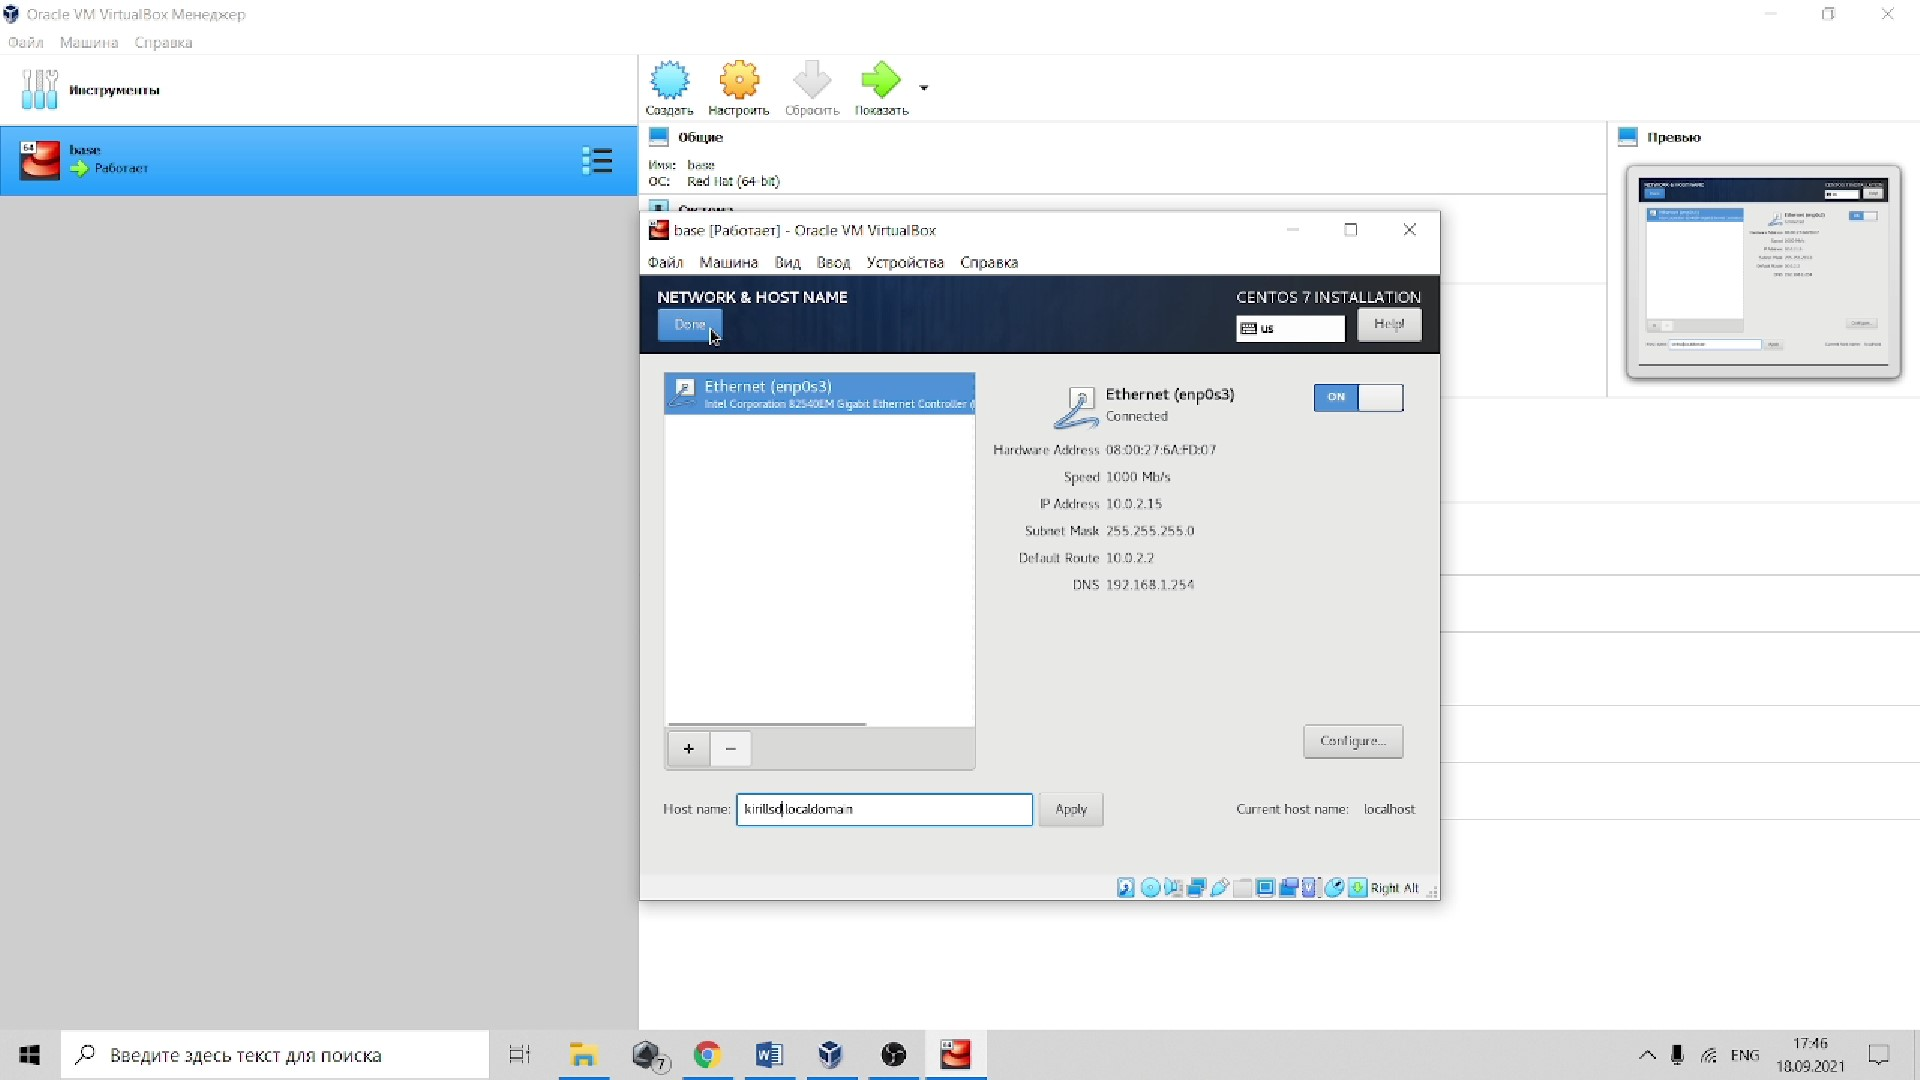 Oracle VM VirtualBox Менеджер
Файл Машина Справка
Инструменты
64 base
Работает
Создать Настроить Сбросить Показать
Общие
Имя: base
ОС: Red Hat (64-bit)
Система
Превью
base [Работает] - Oracle VM VirtualBox
Файл Машина Вид Ввод Устройства Справка
NETWORK & HOST NAME
CENTOS 7 INSTALLATION
Done
us
Help!
Ethernet (enp0s3)
Intel Corporation 82540EM Gigabit Ethernet Controller (
Ethernet (enp0s3)
Connected
ON
Hardware Address 08:00:27:6A:FD:07
Speed 1000 Mb/s
IP Address 10.0.2.15
Subnet Mask 255.255.255.0
Default Route 10.0.2.2
DNS 192.168.1.254
+ −
Configure...
Host name: kirillsd.localdomain
Apply
Current host name: localhost
Right Alt
Введите здесь текст для поиска
7
ENG
17:46
18.09.2021